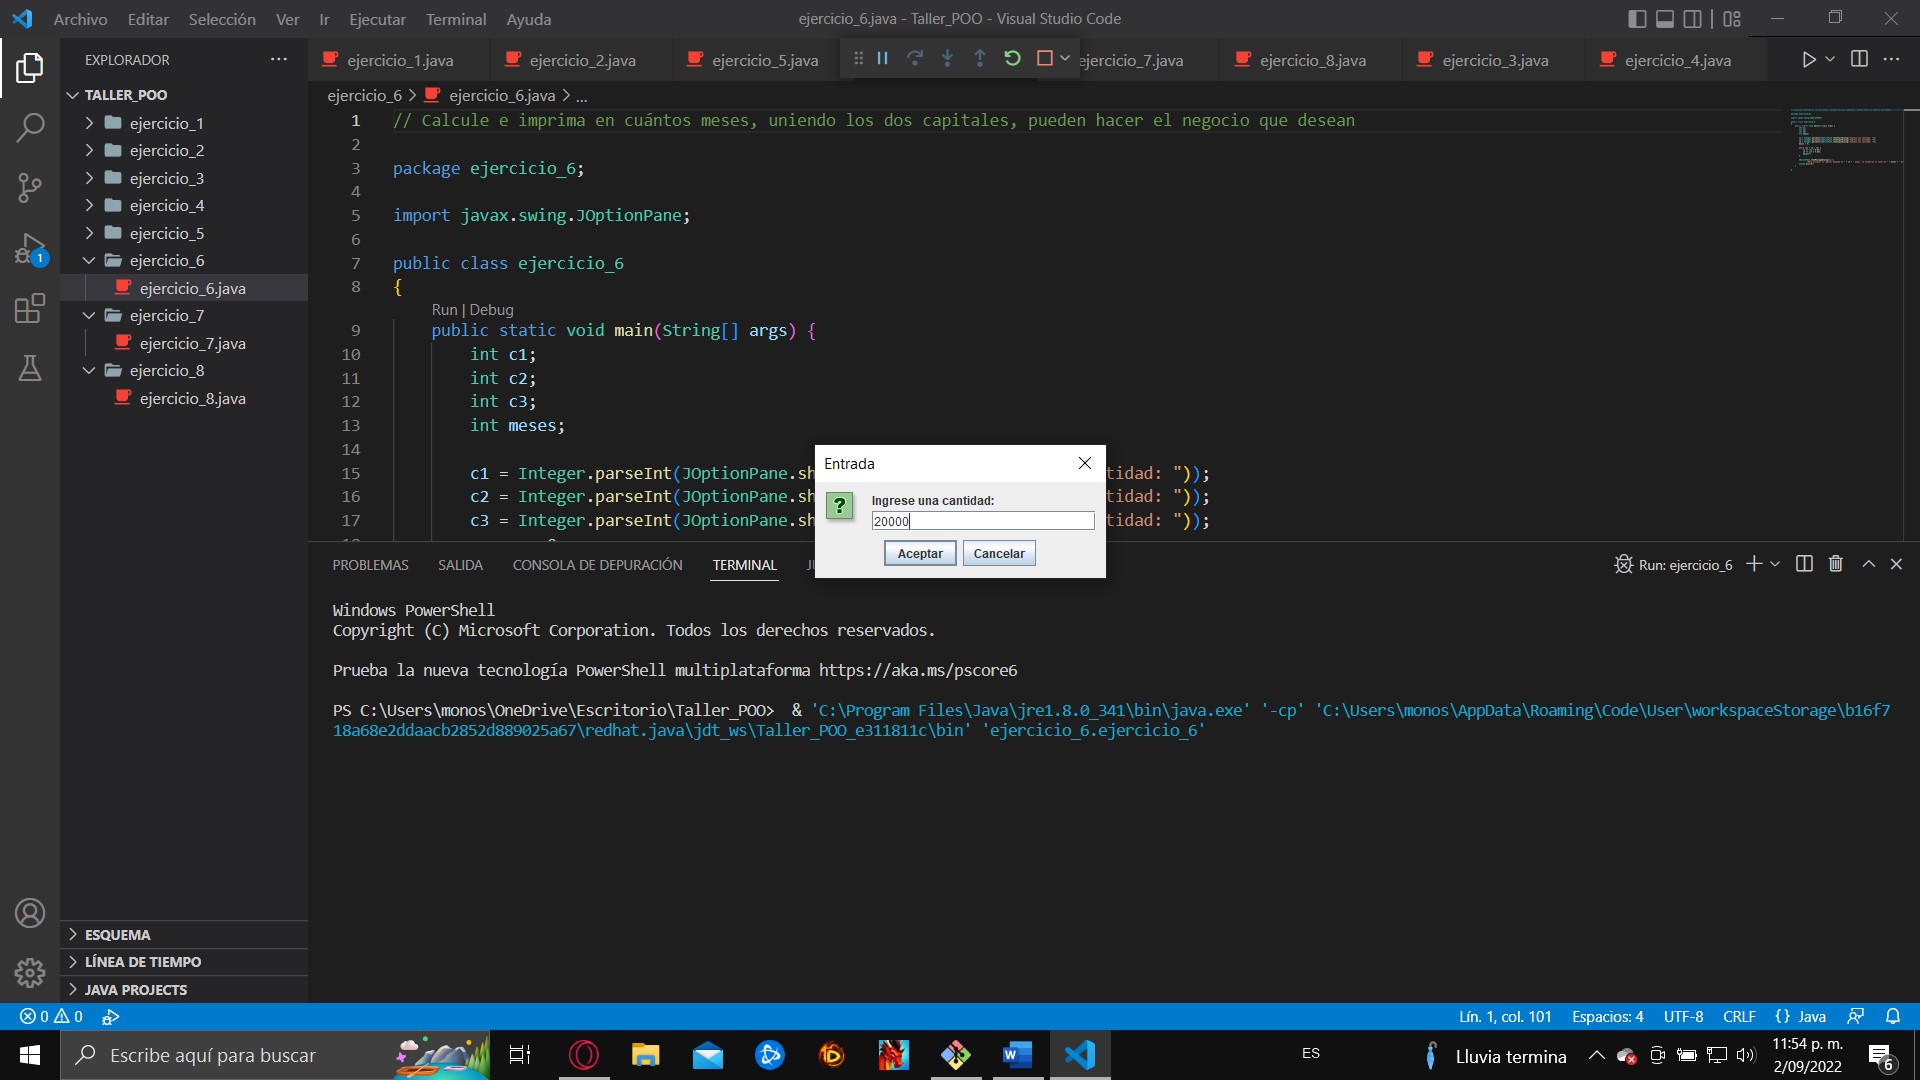 Archivo Editar Selección Ver Ir Ejecutar Terminal Ayuda
ejercicio_6.java - Taller_POO - Visual Studio Code
EXPLORADOR
TALLER_POO
ejercicio_1
ejercicio_2
ejercicio_3
ejercicio_4
ejercicio_5
ejercicio_6
ejercicio_6.java
ejercicio_7
ejercicio_7.java
ejercicio_8
ejercicio_8.java
ESQUEMA
LÍNEA DE TIEMPO
JAVA PROJECTS
1
ejercicio_1.java ejercicio_2.java ejercicio_5.java ejercicio_7.java ejercicio_8.java ejercicio_3.java ejercicio_4.java
ejercicio_6 > ejercicio_6.java > ...
1 // Calcule e imprima en cuántos meses, uniendo los dos capitales, pueden hacer el negocio que desean
2
3 package ejercicio_6;
4
5 import javax.swing.JOptionPane;
6
7 public class ejercicio_6
8 {
Run | Debug
9 public static void main(String[] args) {
10 int c1;
11 int c2;
12 int c3;
13 int meses;
14
15 c1 = Integer.parseInt(JOptionPane.sh tidad: "));
16 c2 = Integer.parseInt(JOptionPane.sh tidad: "));
17 c3 = Integer.parseInt(JOptionPane.sh tidad: "));
Entrada
?
Ingrese una cantidad:
20000
Aceptar Cancelar
PROBLEMAS SALIDA CONSOLA DE DEPURACIÓN TERMINAL
Run: ejercicio_6
Windows PowerShell
Copyright (C) Microsoft Corporation. Todos los derechos reservados.
Prueba la nueva tecnología PowerShell multiplataforma https://aka.ms/pscore6
PS C:\Users\monos\OneDrive\Escritorio\Taller_POO> & 'C:\Program Files\Java\jre1.8.0_341\bin\java.exe' '-cp' 'C:\Users\monos\AppData\Roaming\Code\User\workspaceStorage\b16f7
18a68e2ddaacb2852d889025a67\redhat.java\jdt_ws\Taller_POO_e311811c\bin' 'ejercicio_6.ejercicio_6'
0 0
Lín. 1, col. 101 Espacios: 4 UTF-8 CRLF {} Java
Escribe aquí para buscar
ES
Lluvia termina
11:54 p. m.
2/09/2022
6